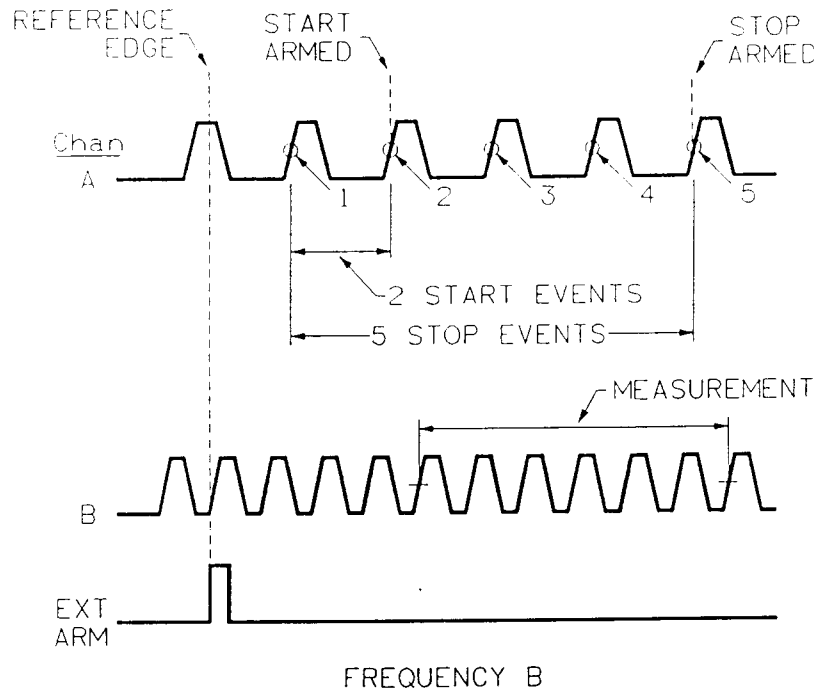 REFERENCE
EDGE
START
ARMED
STOP
ARMED
Chan
A
1
2
3
4
5
2 START EVENTS
5 STOP EVENTS
MEASUREMENT
B
EXT
ARM
FREQUENCY B